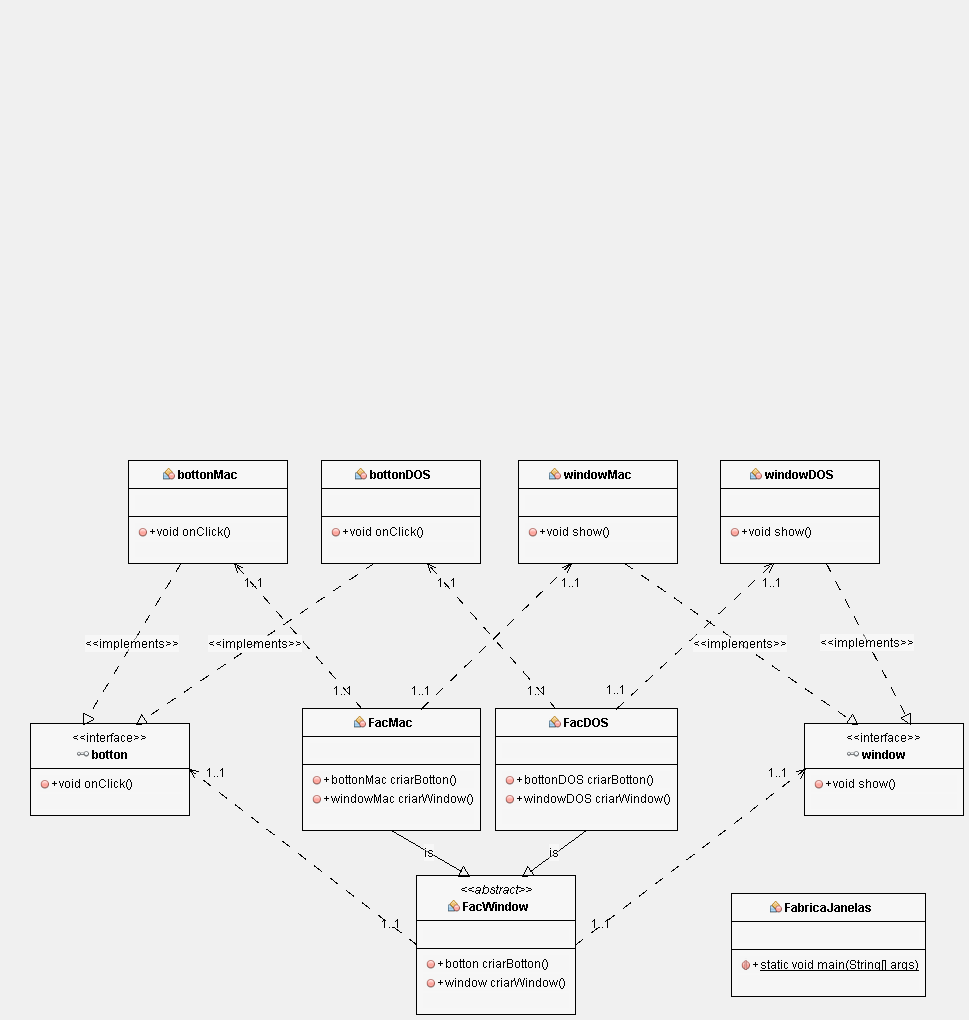 bottonMac
+void onClick()
bottonDOS
+void onClick()
windowMac
+void show()
windowDOS
+void show()
1..1
1..1
1..1
1..1
<<implements>>
<<implements>>
<<implements>>
<<implements>>
1..1
1..1
1..1
1..1
<<interface>>
botton
+void onClick()
FacMac
+bottonMac criarBotton()
+windowMac criarWindow()
FacDOS
+bottonDOS criarBotton()
+windowDOS criarWindow()
<<interface>>
window
+void show()
1..1
1..1
is
is
<<abstract>>
FacWindow
+botton criarBotton()
+window criarWindow()
1..1
1..1
FabricaJanelas
+static void main(String[] args)